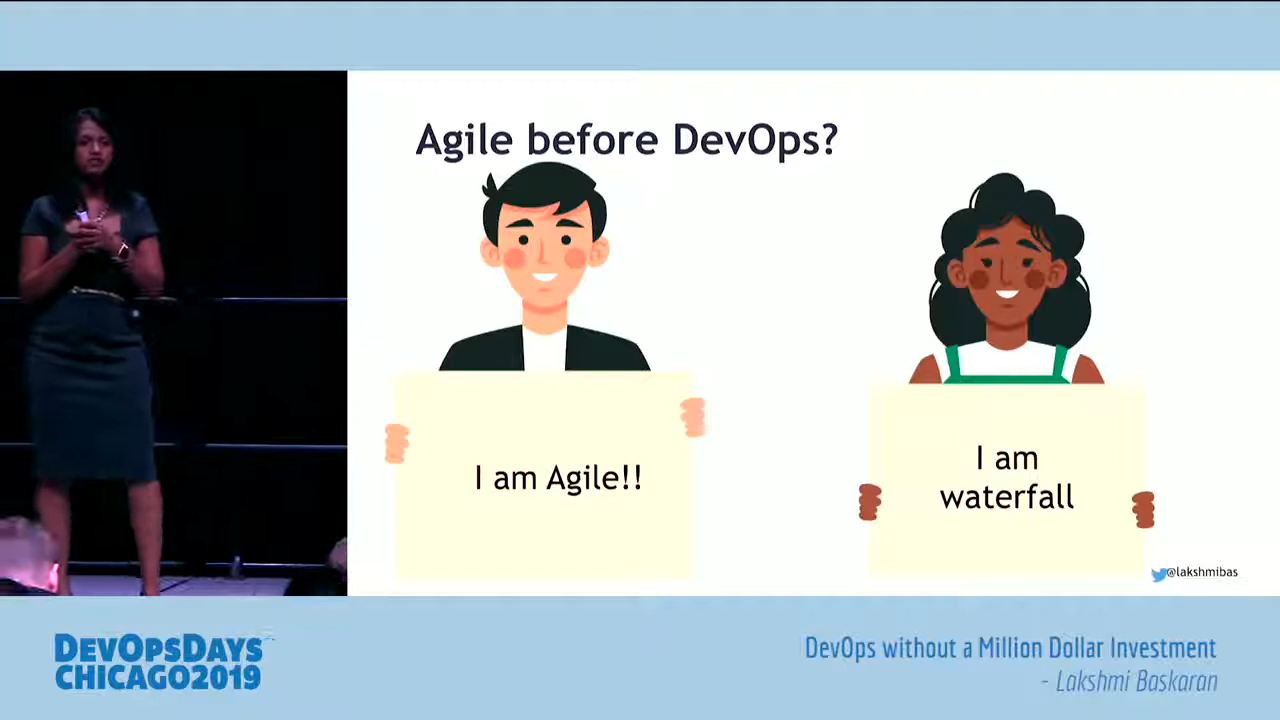 Agile before DevOps?
I am Agile!!
I am
waterfall
@lakshmibas
DEVOPSDAYS
CHICAGO2019
DevOps without a Million Dollar Investment
- Lakshmi Baskaran